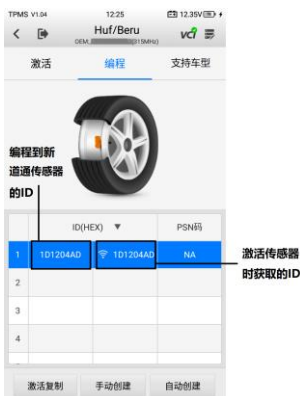 TPMS V1.04 12:25 12.35V
Huf/Beru
OEM (315MHz)
VCI
激活 编程 支持车型
编程到新
道通传感器
的ID
ID(HEX) ▼ PSN码
1 1D1204AD 1D1204AD NA
激活传感器
时获取的ID
2
3
4
激活复制 手动创建 自动创建